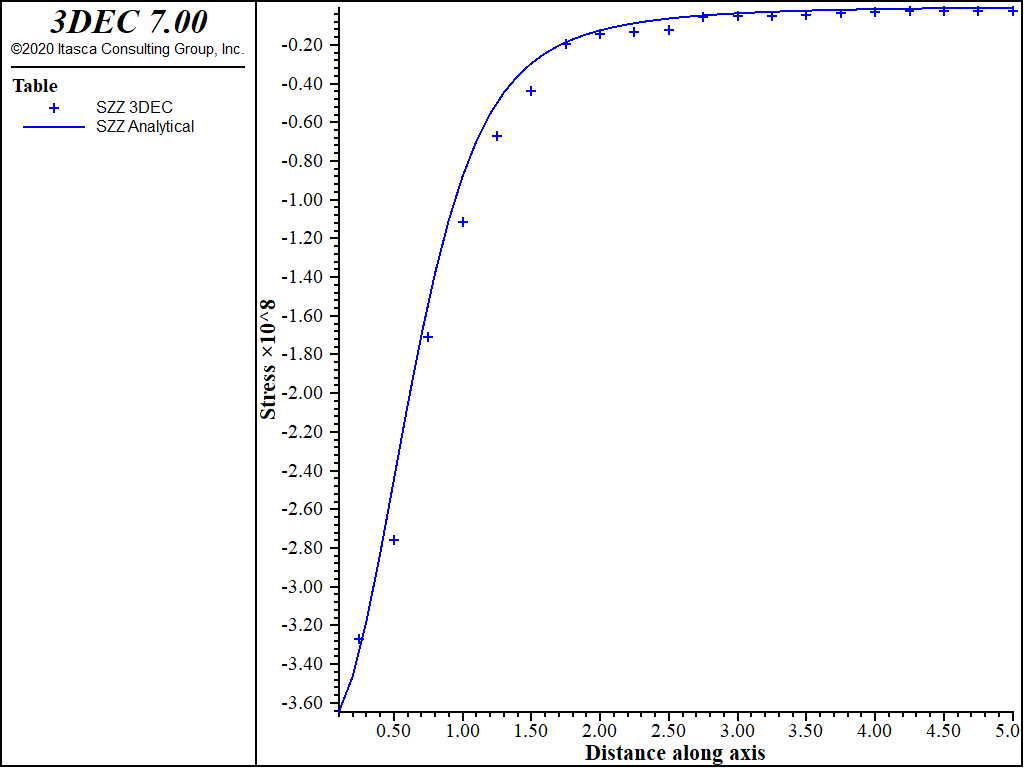 3DEC 7.00
©2020 Itasca Consulting Group, Inc.
Table
SZZ 3DEC
SZZ Analytical
Stress ×10^8
-0.20
-0.40
-0.60
-0.80
-1.00
-1.20
-1.40
-1.60
-1.80
-2.00
-2.20
-2.40
-2.60
-2.80
-3.00
-3.20
-3.40
-3.60
0.50 1.00 1.50 2.00 2.50 3.00 3.50 4.00 4.50 5.0
Distance along axis